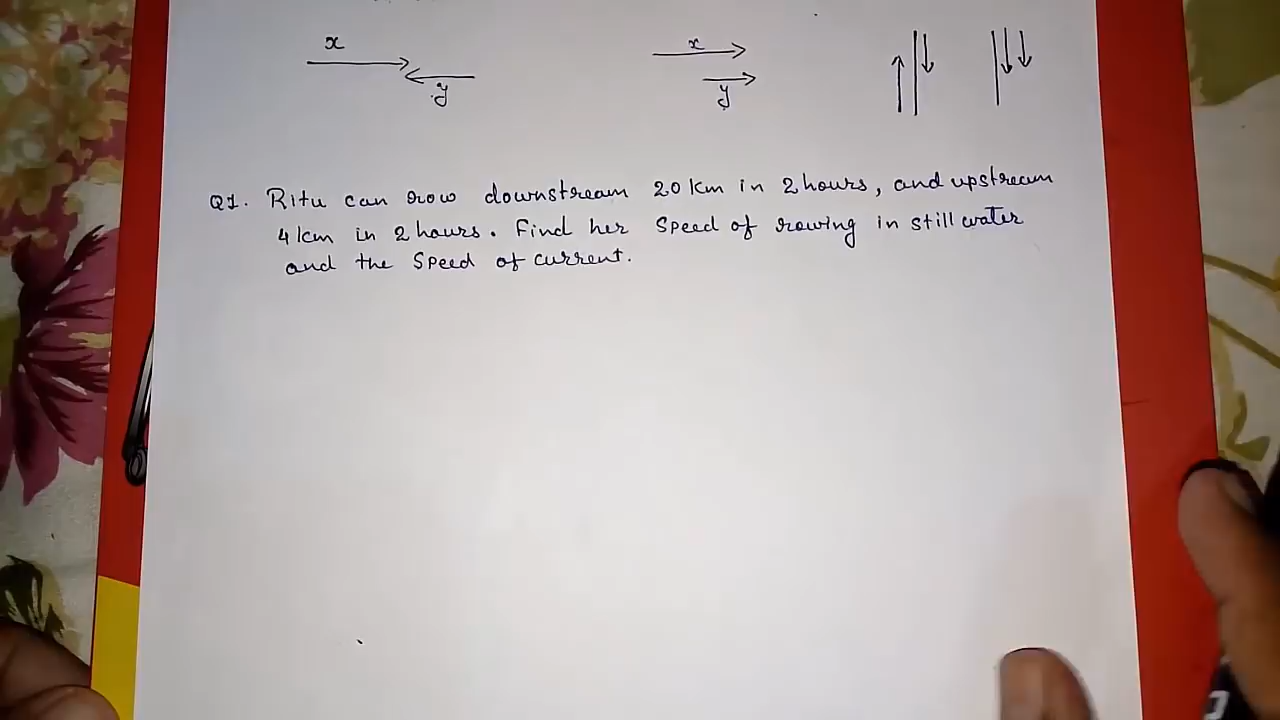 x
y
x
y
Q1. Ritu can row downstream 20 km in 2 hours, and upstream
4 km in 2 hours. Find her speed of rowing in still water
and the speed of current.